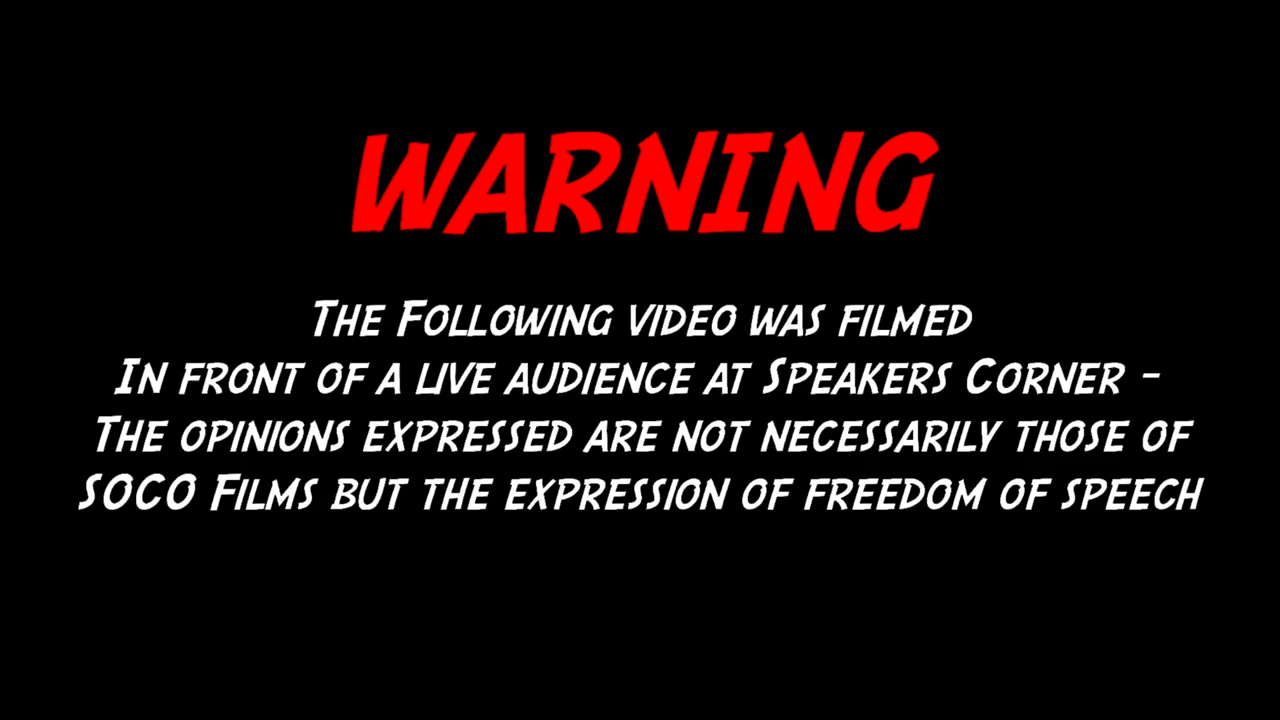 WARNING
The Following video was filmed
In front of a live audience at Speakers Corner -
The opinions expressed are not necessarily those of
SOCO Films but the expression of freedom of speech